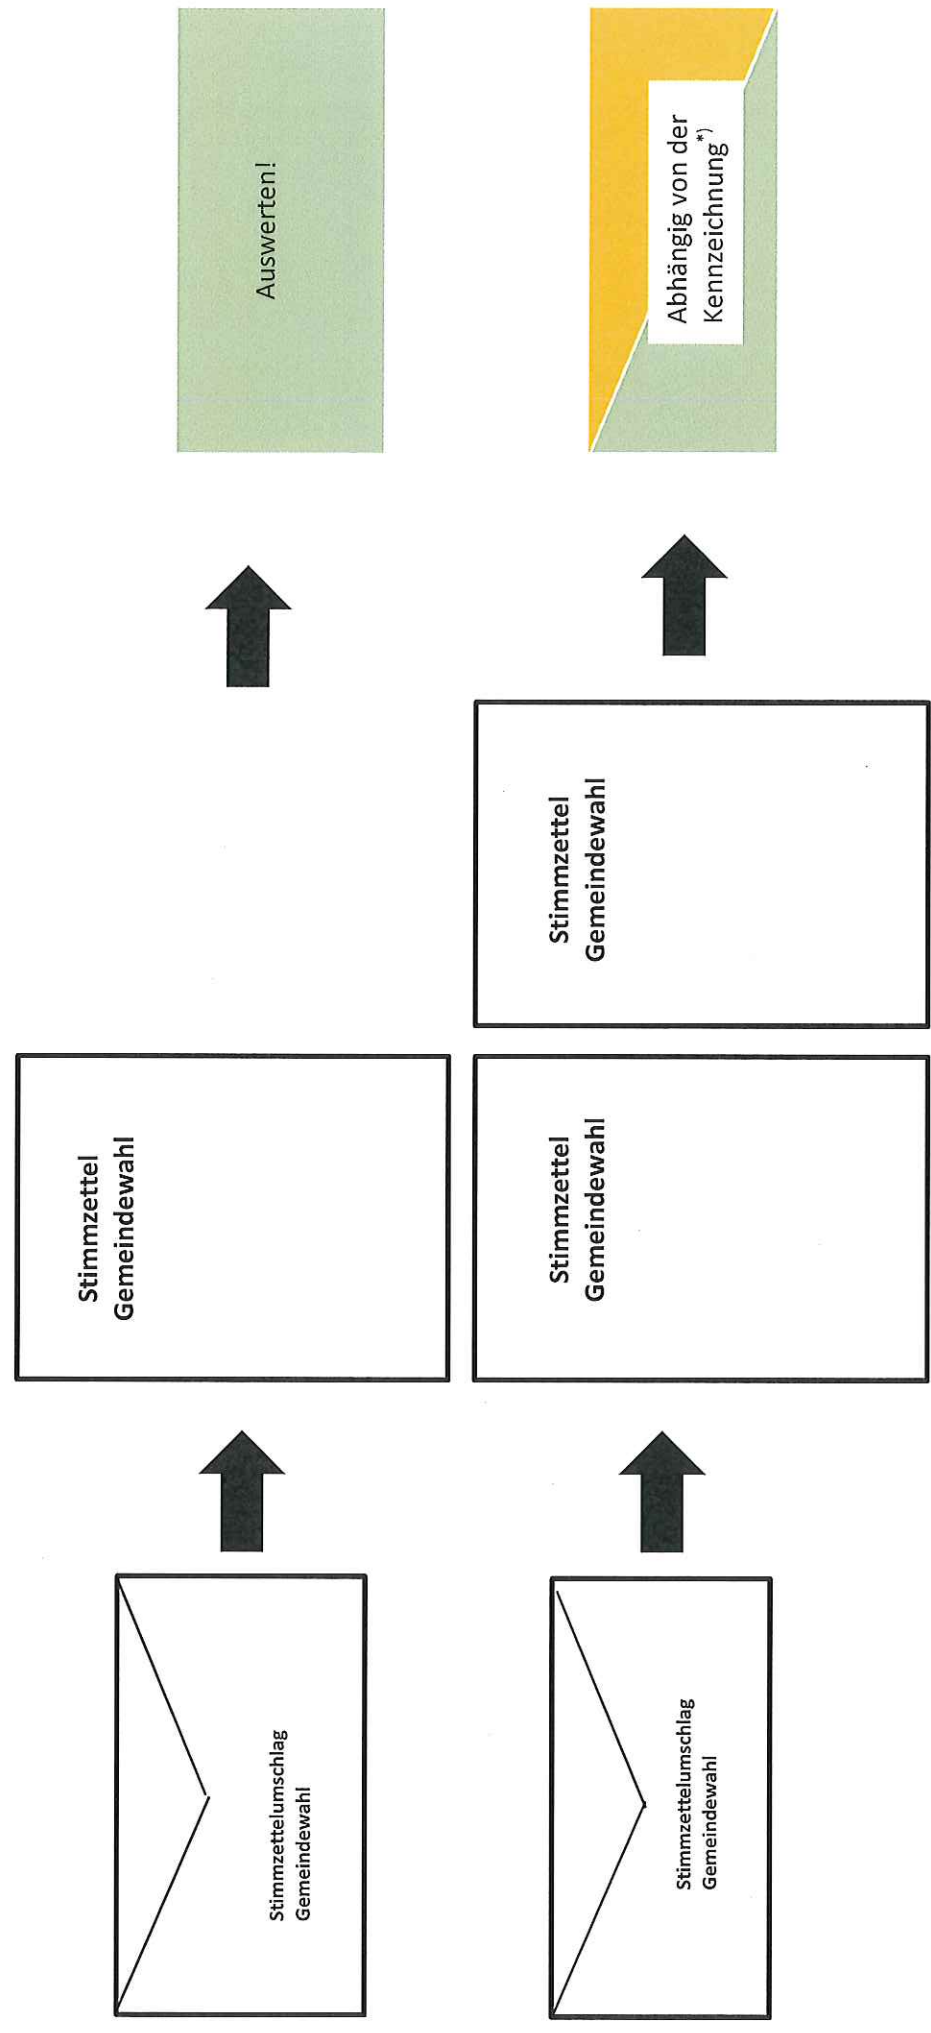 Stimmzettelumschlag
Gemeindewahl
Stimmzettel
Gemeindewahl
Auswerten!
Stimmzettelumschlag
Gemeindewahl
Stimmzettel
Gemeindewahl
Stimmzettel
Gemeindewahl
Abhängig von der
Kennzeichnung*)